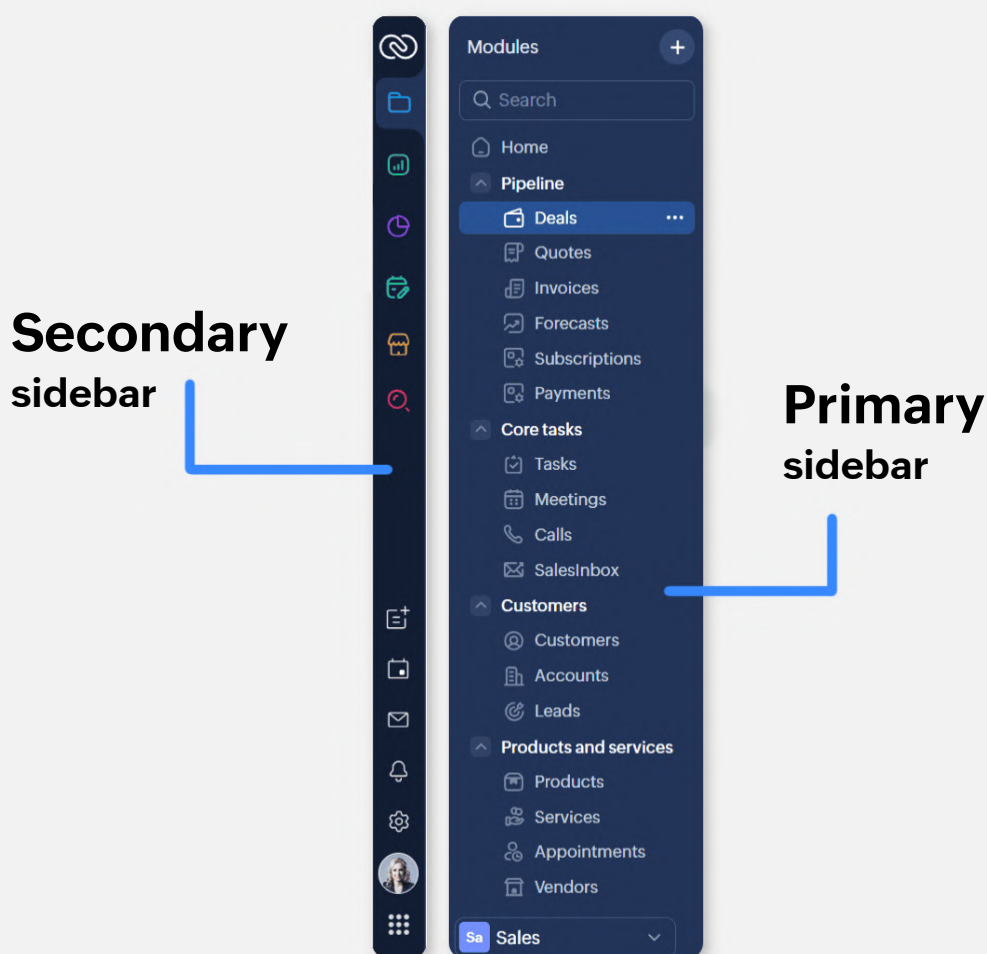 Secondary
sidebar
Modules
Search
Home
Pipeline
Deals
Quotes
Invoices
Forecasts
Subscriptions
Payments
Core tasks
Tasks
Meetings
Calls
SalesInbox
Customers
Customers
Accounts
Leads
Products and services
Products
Services
Appointments
Vendors
Sa Sales
Primary
sidebar